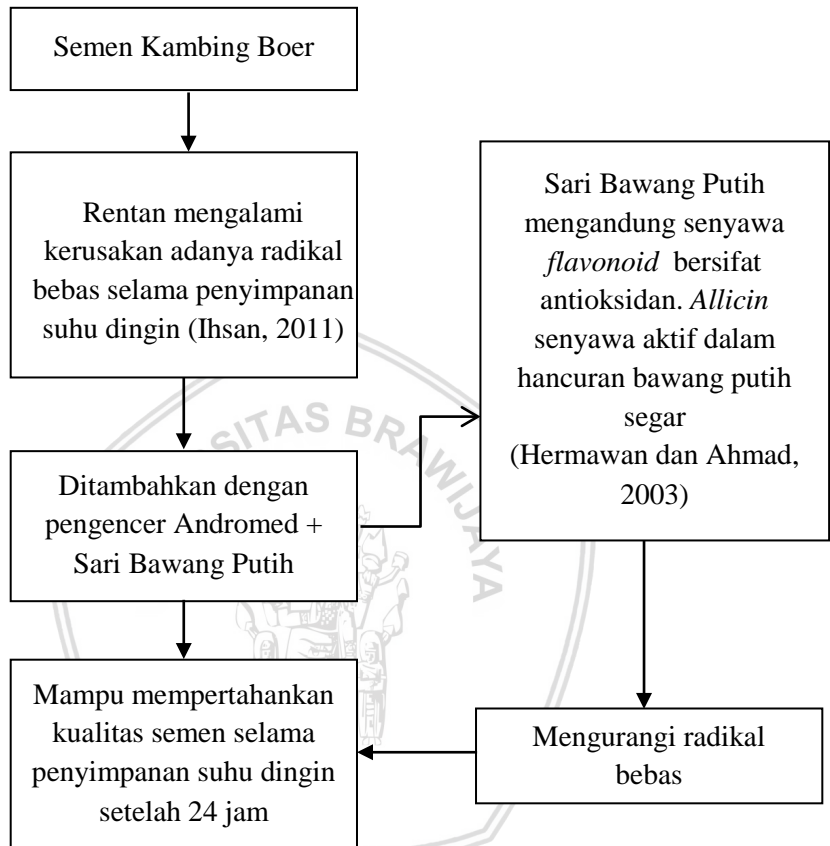 Semen Kambing Boer
Rentan mengalami
kerusakan adanya radikal
bebas selama penyimpanan
suhu dingin (Ihsan, 2011)
Ditambahkan dengan
pengencer Andromed +
Sari Bawang Putih
Mampu mempertahankan
kualitas semen selama
penyimpanan suhu dingin
setelah 24 jam
Sari Bawang Putih
mengandung senyawa
flavonoid bersifat
antioksidan. Allicin
senyawa aktif dalam
hancuran bawang putih
segar
(Hermawan dan Ahmad,
2003)
Mengurangi radikal
bebas
SITAS BRAWIJAYA